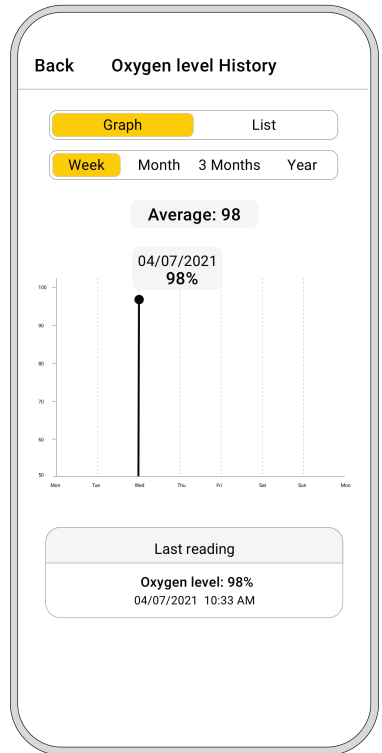 Back Oxygen level History
Graph List
Week Month 3 Months Year
Average: 98
04/07/2021
98%
100
90
80
70
60
50
Mon Tue Wed Thu Fri Sat Sun Mon
Last reading
Oxygen level: 98%
04/07/2021 10:33 AM